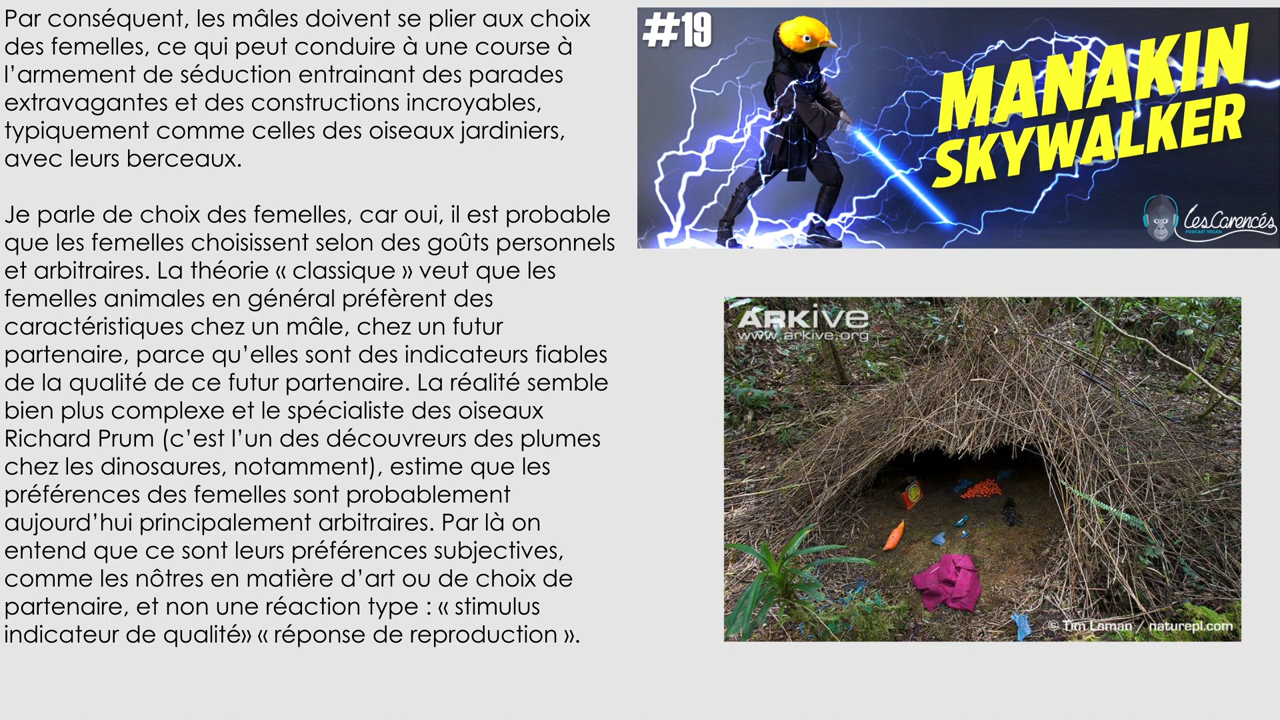 Par conséquent, les mâles doivent se plier aux choix
des femelles, ce qui peut conduire à une course à
l’armement de séduction entrainant des parades
extravagantes et des constructions incroyables,
typiquement comme celles des oiseaux jardiniers,
avec leurs berceaux.
Je parle de choix des femelles, car oui, il est probable
que les femelles choisissent selon des goûts personnels
et arbitraires. La théorie « classique » veut que les
femelles animales en général préfèrent des
caractéristiques chez un mâle, chez un futur
partenaire, parce qu’elles sont des indicateurs fiables
de la qualité de ce futur partenaire. La réalité semble
bien plus complexe et le spécialiste des oiseaux
Richard Prum (c’est l’un des découvreurs des plumes
chez les dinosaures, notamment), estime que les
préférences des femelles sont probablement
aujourd’hui principalement arbitraires. Par là on
entend que ce sont leurs préférences subjectives,
comme les nôtres en matière d’art ou de choix de
partenaire, et non une réaction type : « stimulus
indicateur de qualité» « réponse de reproduction ».
#19
MANAKIN
SKYWALKER
Les Carencés
PODCAST VEGAN
ARKive
www.arkive.org
© Tim Laman / naturepl.com